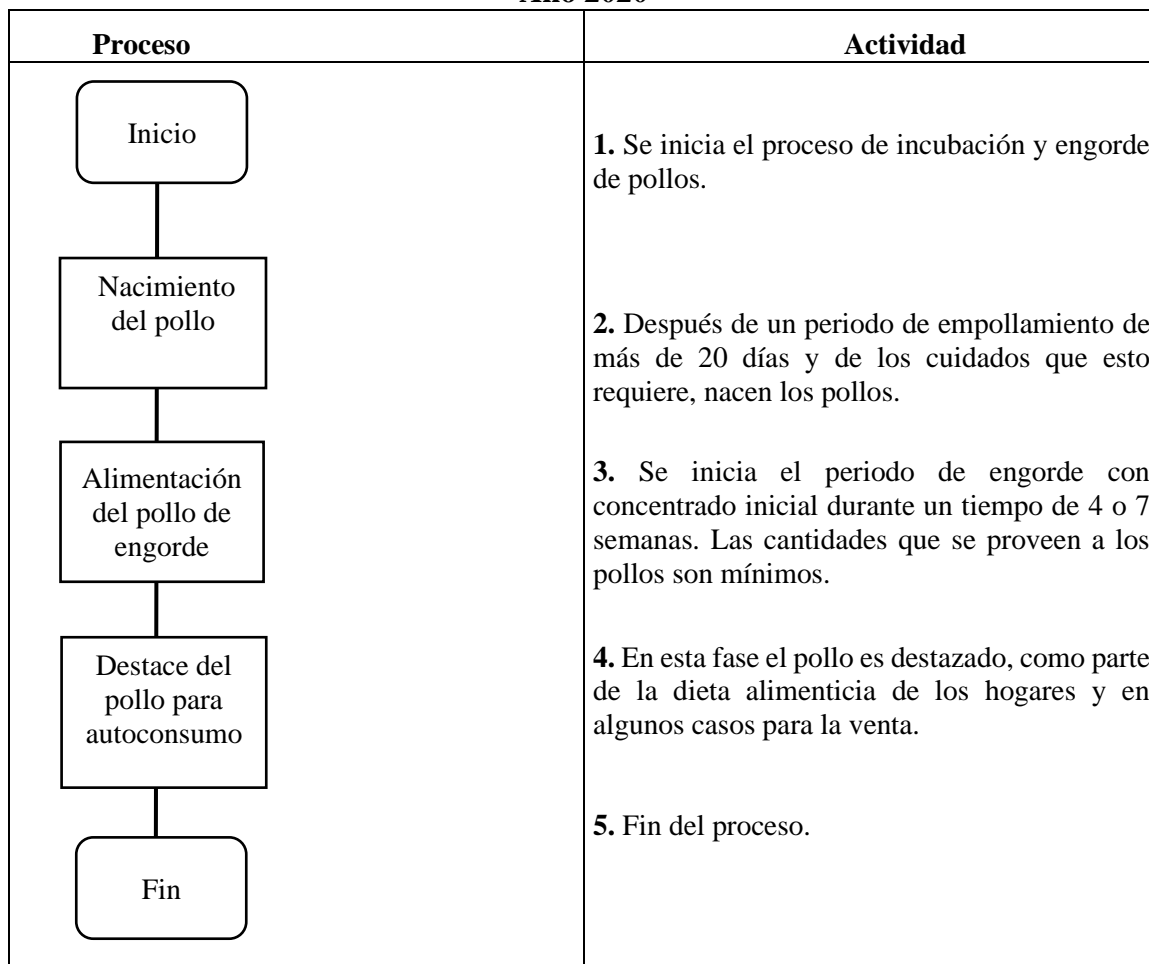 Proceso
Actividad
Inicio
1. Se inicia el proceso de incubación y engorde
de pollos.
Nacimiento
del pollo
2. Después de un periodo de empollamiento de
más de 20 días y de los cuidados que esto
requiere, nacen los pollos.
Alimentación
del pollo de
engorde
3. Se inicia el periodo de engorde con
concentrado inicial durante un tiempo de 4 o 7
semanas. Las cantidades que se proveen a los
pollos son mínimos.
Destace del
pollo para
autoconsumo
4. En esta fase el pollo es destazado, como parte
de la dieta alimenticia de los hogares y en
algunos casos para la venta.
5. Fin del proceso.
Fin